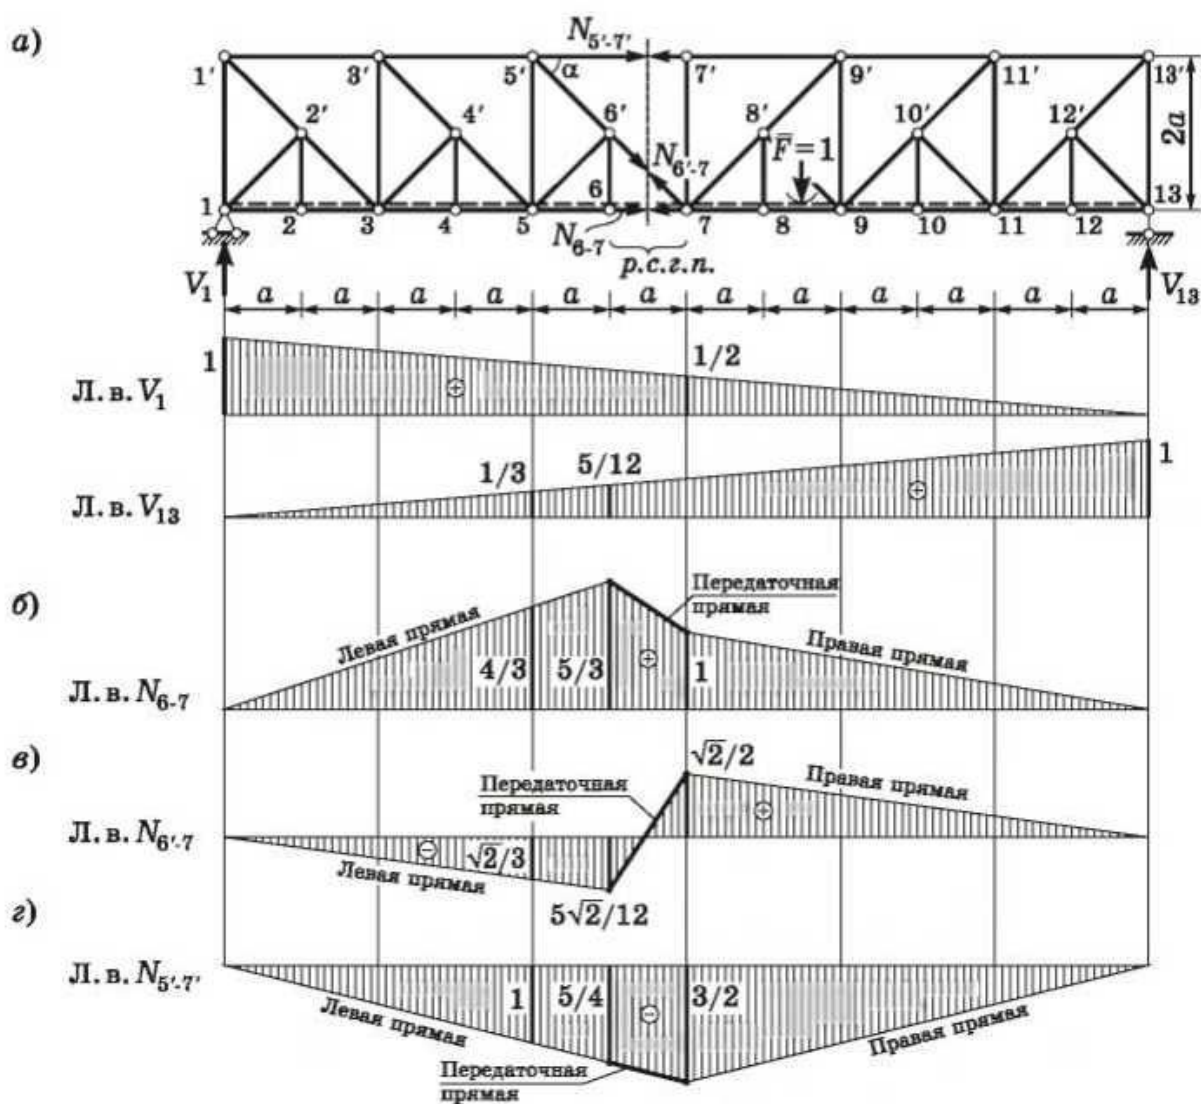 а)
N5'-7'
α
1' 3' 5' 7' 9' 11' 13'
2' 4' 6' 8' 10' 12'
F̄=1
2a
N6'-7
1 2 3 4 5 6 7 8 9 10 11 12 13
N6-7
р.с.г.п.
V1 V13
a a a a a a a a a a a a
1 1/2
Л. в. V1
1/3 5/12 1
Л. в. V13
б)
Передаточная
прямая
Левая прямая
Правая прямая
4/3 5/3 1
Л. в. N6-7
в)
√2/2
Передаточная
прямая
Правая прямая
Л. в. N6'-7
√2/3
Левая прямая
5√2/12
г)
Л. в. N5'-7'
1 5/4 3/2
Левая прямая
Правая прямая
Передаточная
прямая